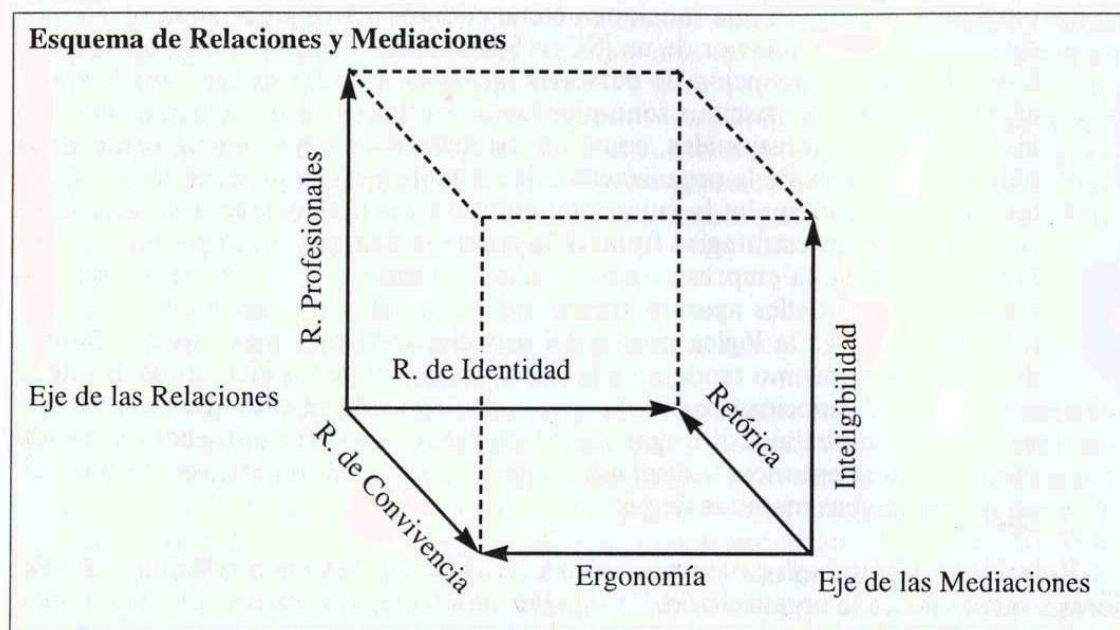 Esquema de Relaciones y Mediaciones
R. Profesionales
R. de Identidad
Eje de las Relaciones
R. de Convivencia
Retórica
Inteligibilidad
Ergonomía
Eje de las Mediaciones